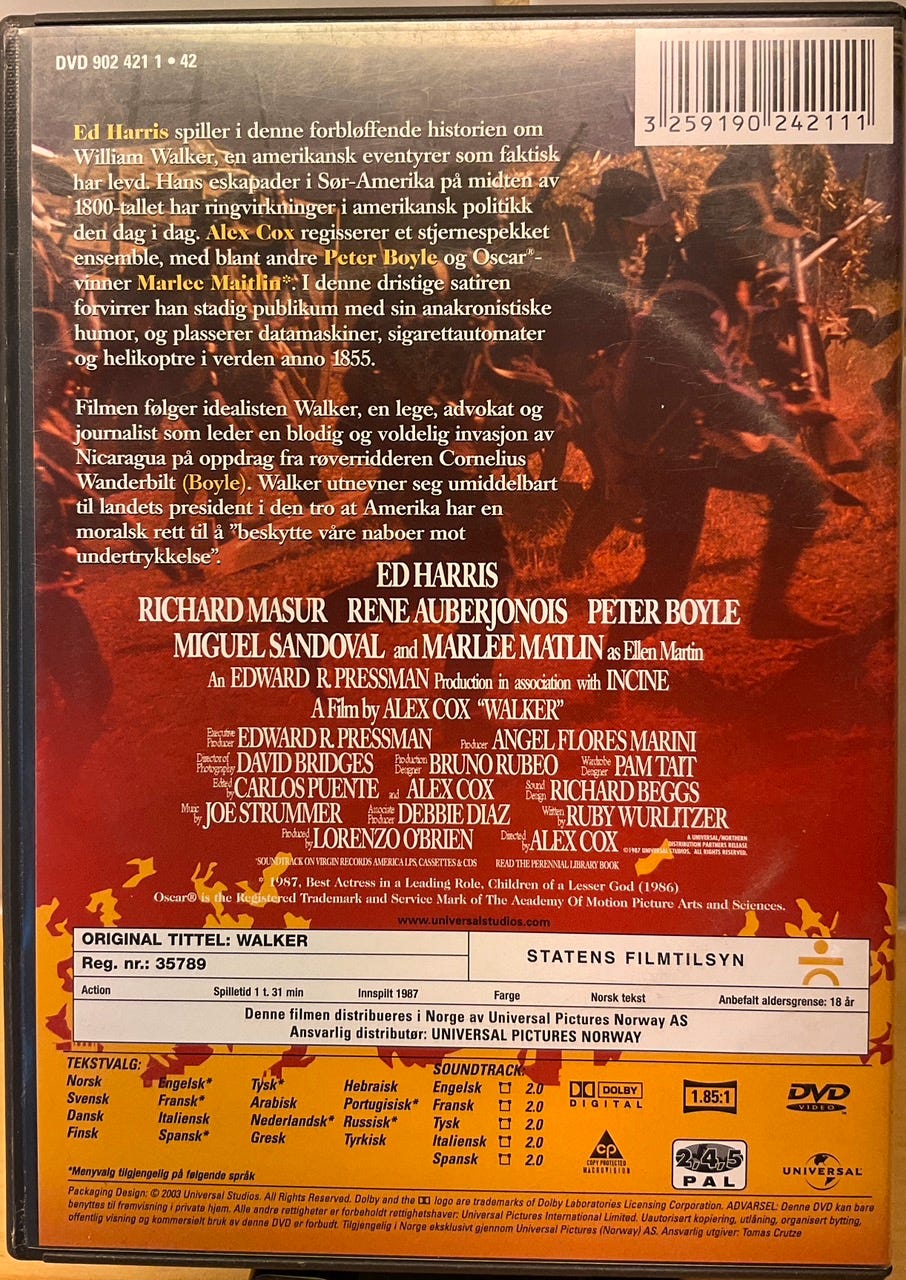 DVD 902 421 1 • 42
3 259190 242111
Ed Harris spiller i denne forbløffende historien om
William Walker, en amerikansk eventyrer som faktisk
har levd. Hans eskapader i Sør-Amerika på midten av
1800-tallet har ringvirkninger i amerikansk politikk
den dag i dag. Alex Cox regisserer et stjernespekket
ensemble, med blant andre Peter Boyle og Oscar®-
vinner Marlee Maitlin*. I denne dristige satiren
forvirrer han stadig publikum med sin anakronistiske
humor, og plasserer datamaskiner, sigarettautomater
og helikoptre i verden anno 1855.
Filmen følger idealisten Walker, en lege, advokat og
journalist som leder en blodig og voldelig invasjon av
Nicaragua på oppdrag fra røverridderen Cornelius
Wanderbilt (Boyle). Walker utnevner seg umiddelbart
til landets president i den tro at Amerika har en
moralsk rett til å ”beskytte våre naboer mot
undertrykkelse”.
ED HARRIS
RICHARD MASUR RENE AUBERJONOIS PETER BOYLE
MIGUEL SANDOVAL and MARLEE MATLIN as Ellen Martin
An EDWARD R. PRESSMAN Production in association with INCINE
A Film by ALEX COX “WALKER”
Executive Producer EDWARD R. PRESSMAN Producer ANGEL FLORES MARINI
Director of Photography DAVID BRIDGES Production Designer BRUNO RUBEO Wardrobe Designer PAM TAIT
Edited by CARLOS PUENTE and ALEX COX Sound Design RICHARD BEGGS
Music by JOE STRUMMER Associate Producer DEBBIE DIAZ Written by RUBY WURLITZER
Produced by LORENZO O'BRIEN Directed by ALEX COX
A UNIVERSAL/NORTHERN
DISTRIBUTION PARTNERS RELEASE
©1987 UNIVERSAL STUDIOS. ALL RIGHTS RESERVED.
*SOUNDTRACK ON VIRGIN RECORDS AMERICA LPS, CASSETTES & CDS READ THE PERENNIAL LIBRARY BOOK
* 1987, Best Actress in a Leading Role, Children of a Lesser God (1986)
Oscar® is the Registered Trademark and Service Mark of The Academy Of Motion Picture Arts and Sciences.
www.universalstudios.com
ORIGINAL TITTEL: WALKER
Reg. nr.: 35789
STATENS FILMTILSYN
Action Spilletid 1 t. 31 min Innspilt 1987 Farge Norsk tekst Anbefalt aldersgrense: 18 år
Denne filmen distribueres i Norge av Universal Pictures Norway AS
Ansvarlig distributør: UNIVERSAL PICTURES NORWAY
TEKSTVALG:
Norsk Engelsk* Tysk* Hebraisk
Svensk Fransk* Arabisk Portugisisk*
Dansk Italiensk Nederlandsk* Russisk*
Finsk Spansk* Gresk Tyrkisk
*Menyvalg tilgjengelig på følgende språk
SOUNDTRACK:
Engelsk 2.0
Fransk 2.0
Tysk 2.0
Italiensk 2.0
Spansk 2.0
DOLBY
DIGITAL
1.85:1
DVD
VIDEO
CP
COPY PROTECTED
MACROVISION
2,4,5
PAL
UNIVERSAL
Packaging Design: © 2003 Universal Studios. All Rights Reserved. Dolby and the logo are trademarks of Dolby Laboratories Licensing Corporation. ADVARSEL: Denne DVD kan bare
benyttes til fremvisning i private hjem. Alle andre rettigheter er forbeholdt rettighetshaver: Universal Pictures International Limited. Uautorisert kopiering, utlåning, organisert bytting,
offentlig visning og kommersielt bruk av denne DVD er forbudt. Tilgjengelig i Norge eksklusivt gjennom Universal Pictures (Norway) AS. Ansvarlig utgiver: Tomas Crutze